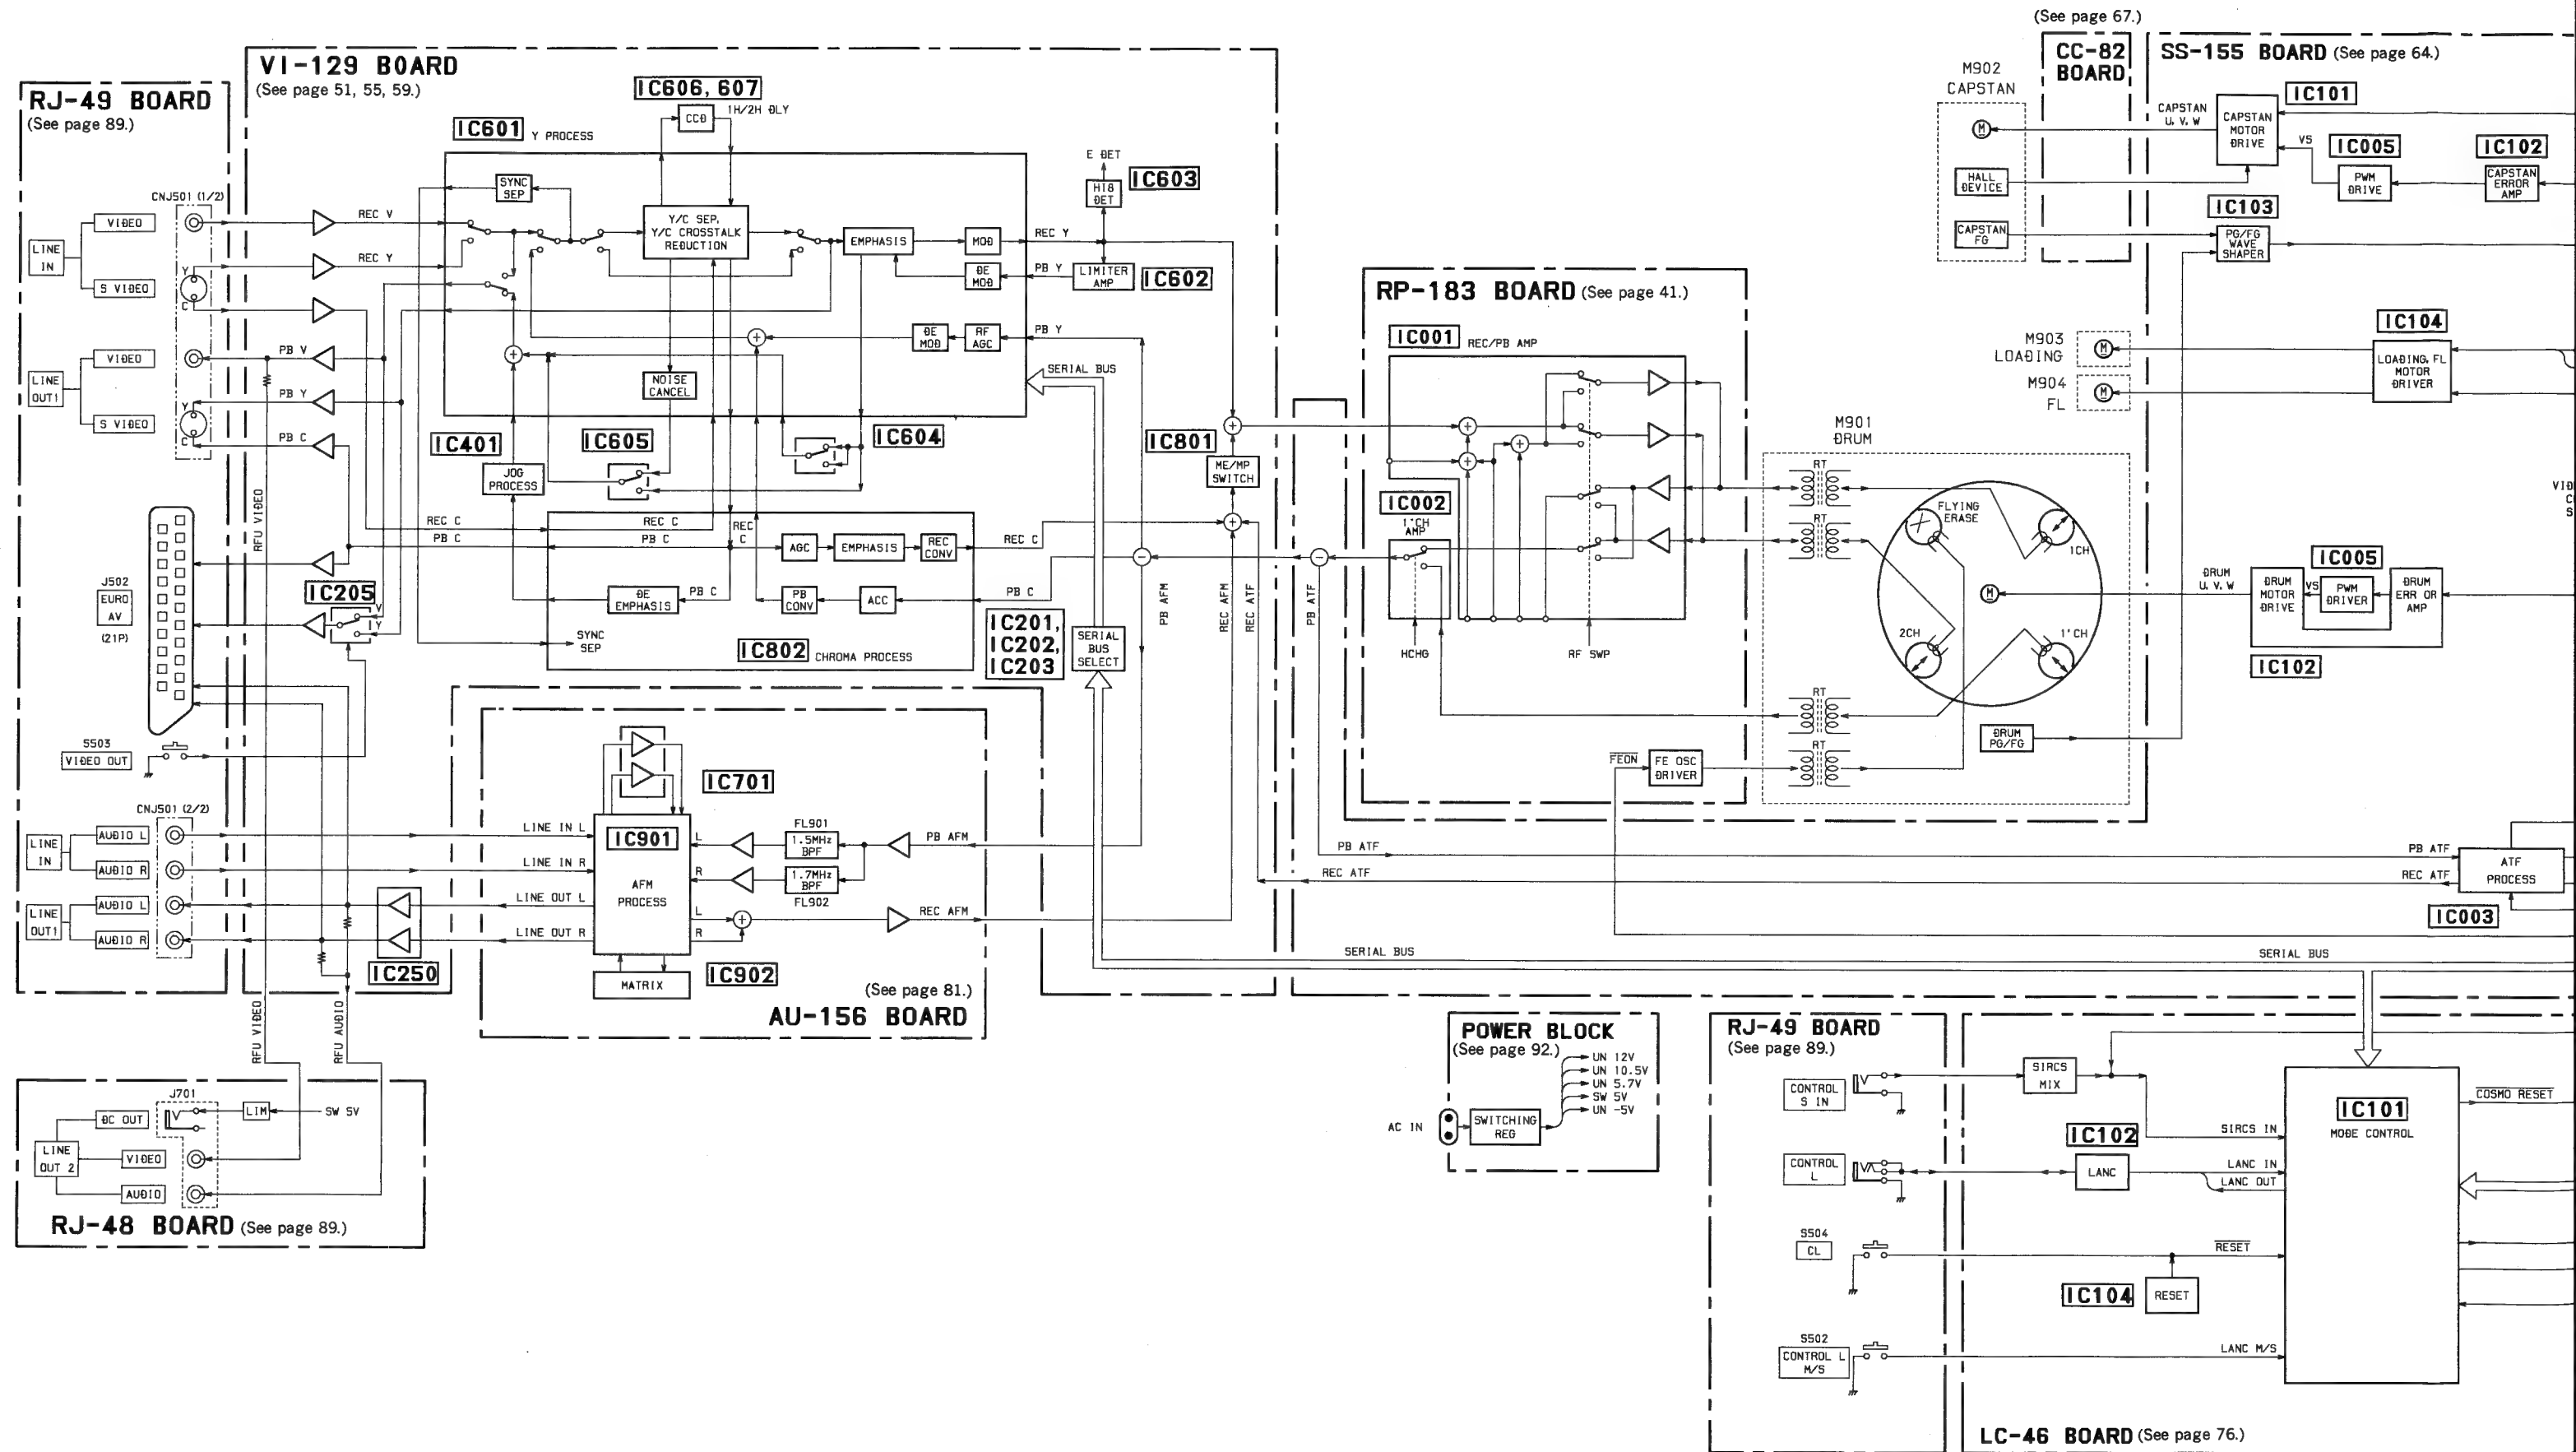 (See page 67.)
CC-82
BOARD
SS-155 BOARD (See page 64.)
VI-129 BOARD
(See page 51, 55, 59.)
RJ-49 BOARD
(See page 89.)
CNJ501 (1/2)
LINE
IN
VIDEO
S VIDEO
Y
C
LINE
OUT1
VIDEO
S VIDEO
Y
C
J502
EURO
AV
(21P)
S503
VIDEO OUT
CNJ501 (2/2)
LINE
IN
AUDIO L
AUDIO R
LINE
OUT1
AUDIO L
AUDIO R
REC V
REC Y
PB V
PB Y
PB C
RFU VIDEO
IC205
V
Y
IC250
RFU VIDEO
RFU AUDIO
IC601 Y PROCESS
IC606, 607
CCD
1H/2H DLY
SYNC
SEP
Y/C SEP,
Y/C CROSSTALK
REDUCTION
EMPHASIS
MOD
REC Y
DE
MOD
PB Y
LIMITER
AMP
IC602
E DET
HI8
DET
IC603
DE
MOD
RF
AGC
PB Y
NOISE
CANCEL
SERIAL BUS
IC401
JOG
PROCESS
IC605
IC604
IC801
ME/MP
SWITCH
REC C
PB C
REC C
PB C
REC
C
AGC
EMPHASIS
REC
CONV
REC C
DE
EMPHASIS
PB C
PB
CONV
ACC
PB C
SYNC
SEP
IC802 CHROMA PROCESS
IC201,
IC202,
IC203
SERIAL
BUS
SELECT
PB AFM
REC AFM
REC ATF
PB ATF
IC701
IC901
AFM
PROCESS
LINE IN L
LINE IN R
LINE OUT L
LINE OUT R
L
R
L
R
FL901
1.5MHz
BPF
1.7MHz
BPF
FL902
PB AFM
REC AFM
MATRIX
IC902
(See page 81.)
AU-156 BOARD
J701
DC OUT
LIM
SW 5V
LINE
OUT 2
VIDEO
AUDIO
RJ-48 BOARD (See page 89.)
RP-183 BOARD (See page 41.)
IC001 REC/PB AMP
IC002
1'CH
AMP
HCHG
RF SWP
FEON
FE OSC
DRIVER
M901
DRUM
RT
RT
RT
RT
FLYING
ERASE
1CH
2CH
1'CH
M
DRUM
PG/FG
M902
CAPSTAN
M
HALL
DEVICE
CAPSTAN
FG
CAPSTAN
U. V. W
CAPSTAN
MOTOR
DRIVE
IC101
VS
IC005
PWM
DRIVE
IC102
CAPSTAN
ERROR
AMP
IC103
PG/FG
WAVE
SHAPER
M903
LOADING
M
M904
FL
M
IC104
LOADING, FL
MOTOR
DRIVER
DRUM
U. V. W
DRUM
MOTOR
DRIVE
VS
IC005
PWM
DRIVER
DRUM
ERR OR
AMP
IC102
PB ATF
REC ATF
PB ATF
REC ATF
ATF
PROCESS
IC003
SERIAL BUS
SERIAL BUS
POWER BLOCK
(See page 92.)
AC IN
SWITCHING
REG
UN 12V
UN 10.5V
UN 5.7V
SW 5V
UN -5V
RJ-49 BOARD
(See page 89.)
CONTROL
S IN
CONTROL
L
S504
CL
S502
CONTROL L
M/S
SIRCS
MIX
SIRCS IN
IC102
LANC
LANC IN
LANC OUT
RESET
IC104
RESET
LANC M/S
IC101
MODE CONTROL
COSMO RESET
LC-46 BOARD (See page 76.)